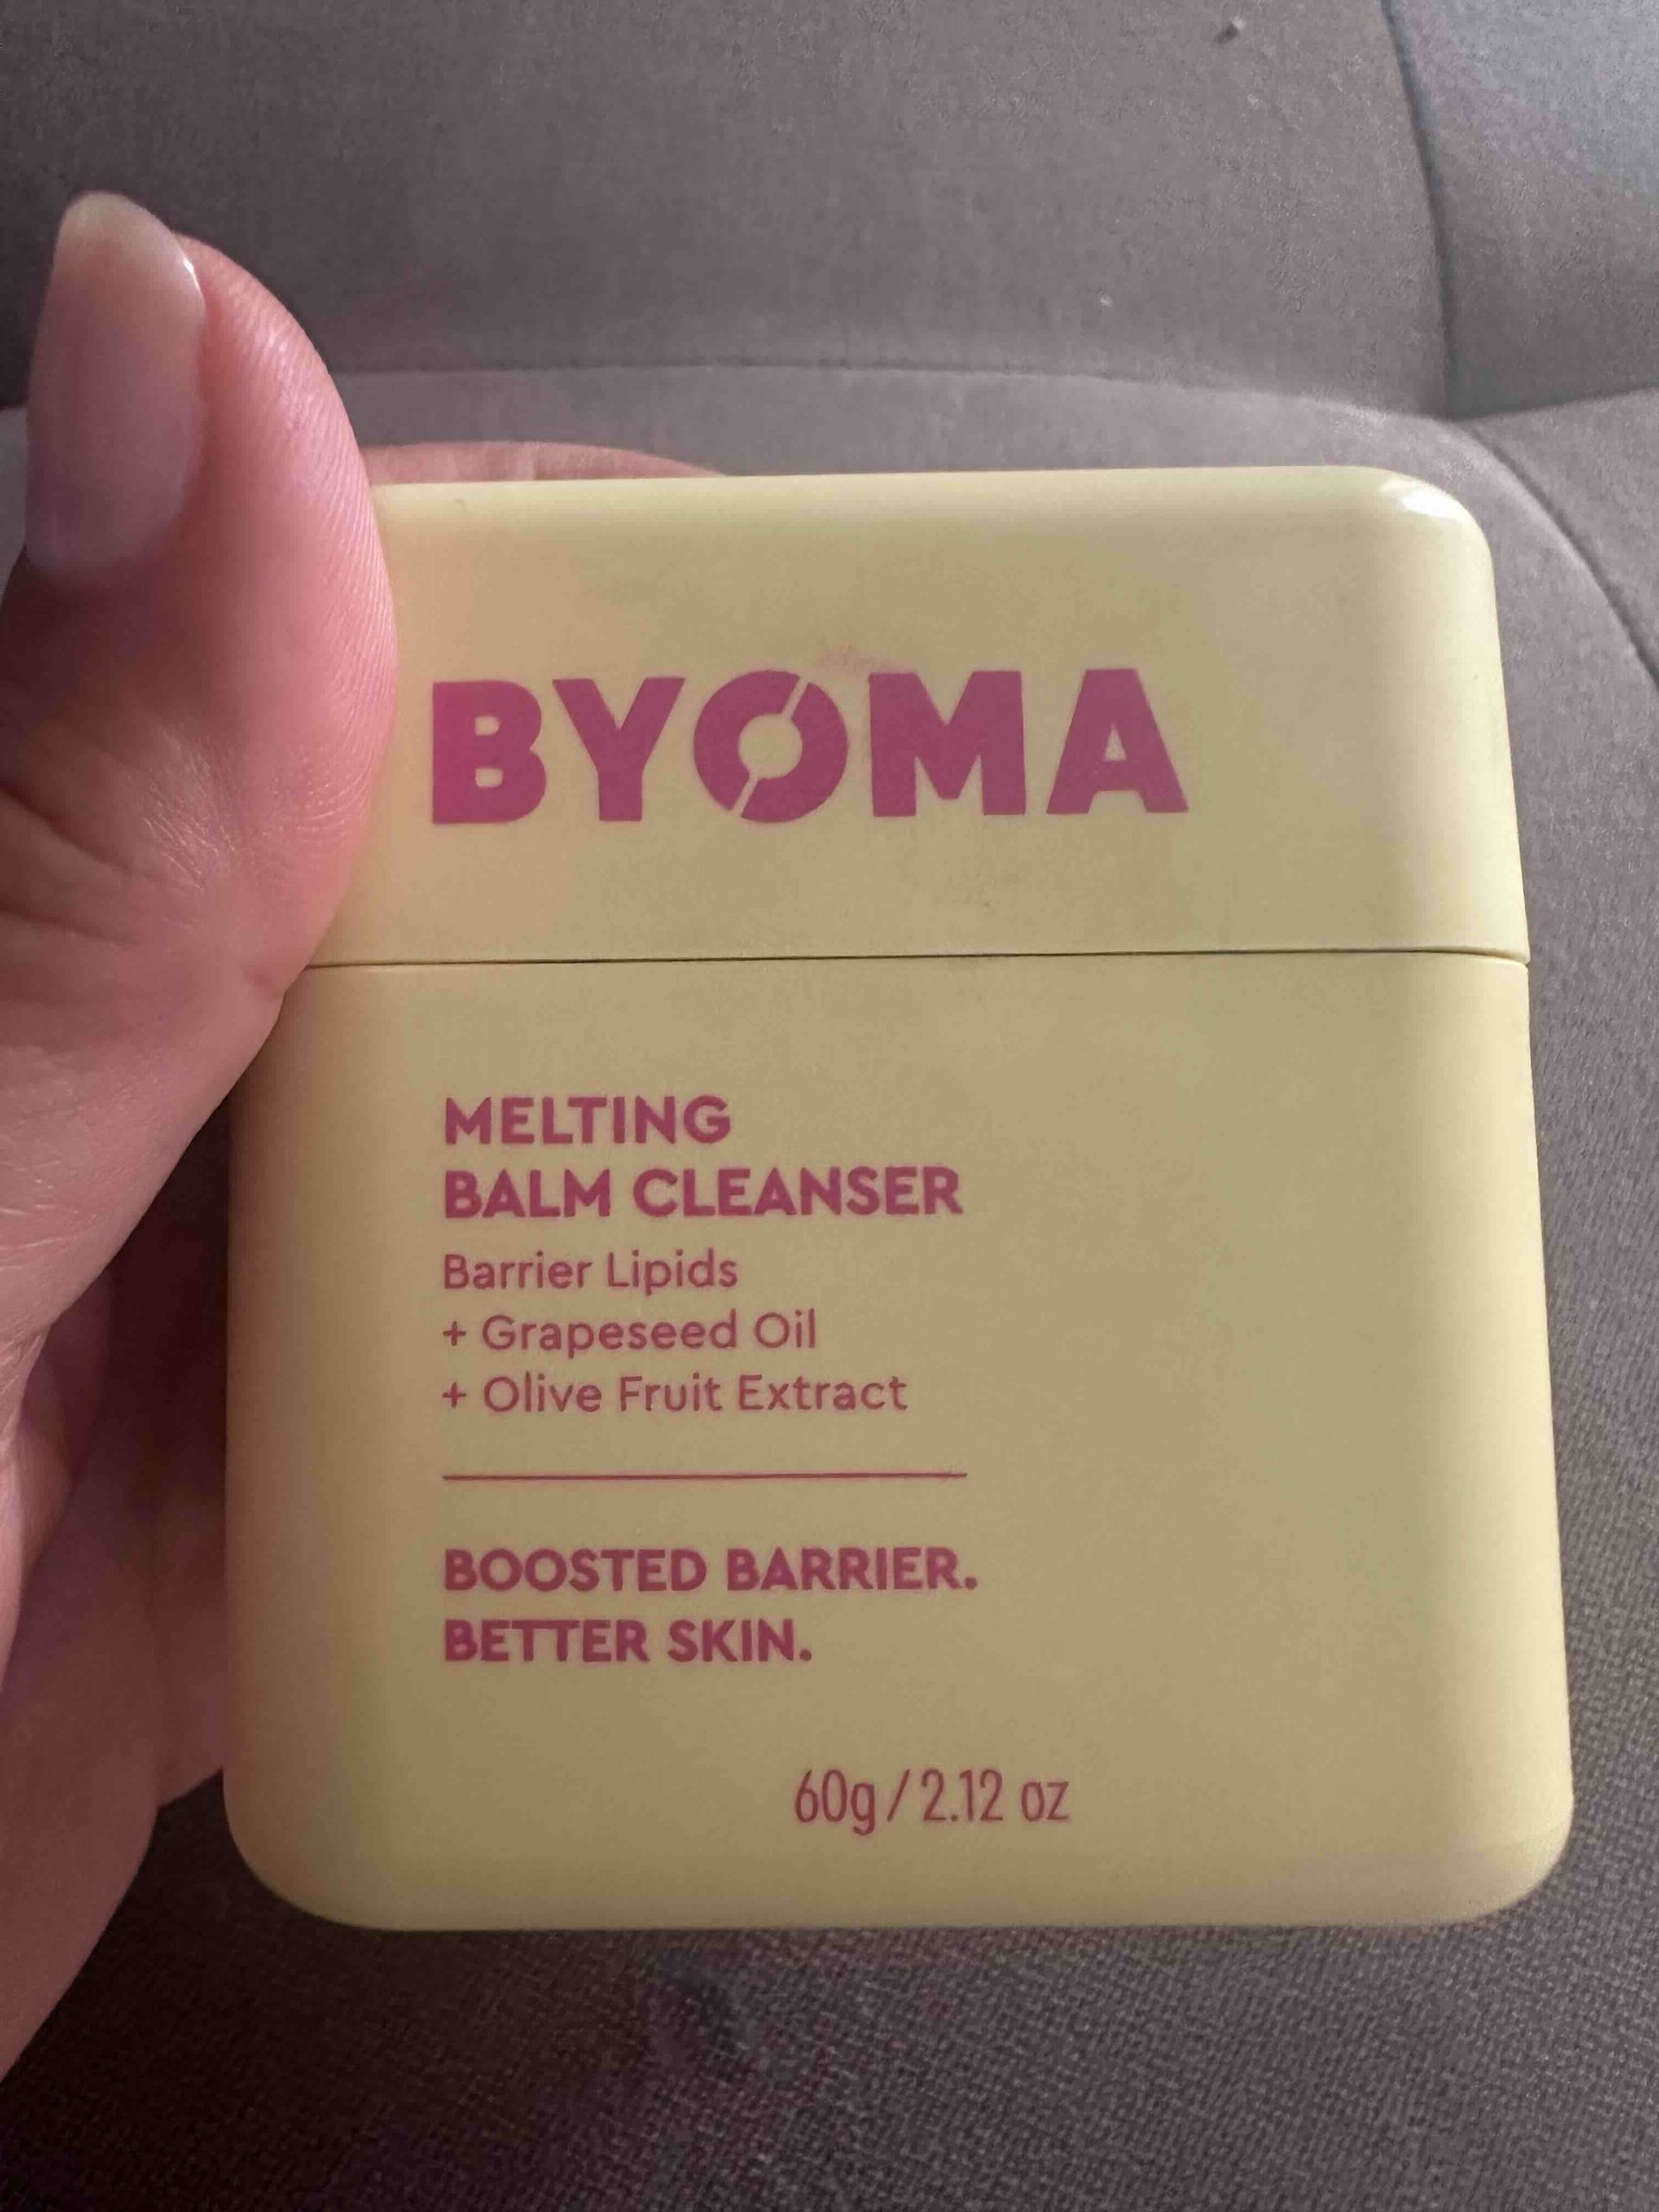 BYOMA
MELTING
BALM CLEANSER
Barrier Lipids
+ Grapeseed Oil
+ Olive Fruit Extract
BOOSTED BARRIER.
BETTER SKIN.
60g / 2.12 oz